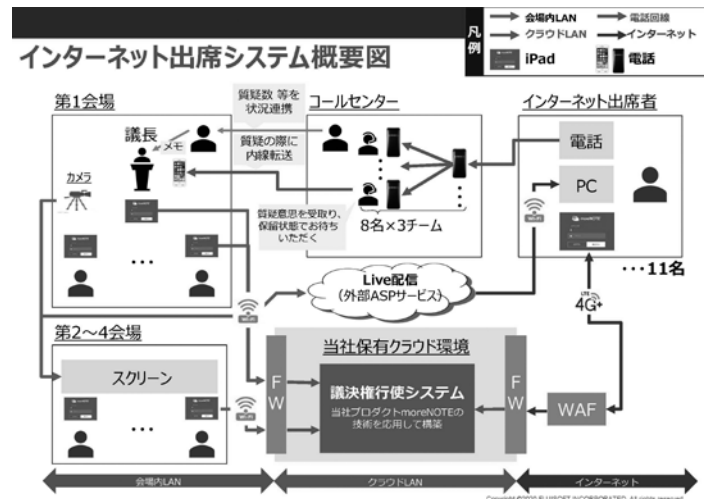 インターネット出席システム概要図
凡例
会場内LAN
電話回線
クラウドLAN
インターネット
iPad
電話
第1会場
質疑数 等を
状況連携
コールセンター
インターネット出席者
議長
メモ
質疑の際に
内線転送
カメラ
質疑意思を受取り、
保留状態でお待ち
いただく
8名×3チーム
電話
PC
moreNOTE
Wi-Fi
・・・11名
Live配信
(外部ASPサービス)
4G+
第2~4会場
スクリーン
当社保有クラウド環境
FW
議決権行使システム
当社プロダクトmoreNOTEの
技術を応用して構築
FW
WAF
会場内LAN
クラウドLAN
インターネット
Copyright ©2020 FUJISOFT INCORPORATED. All rights reserved.